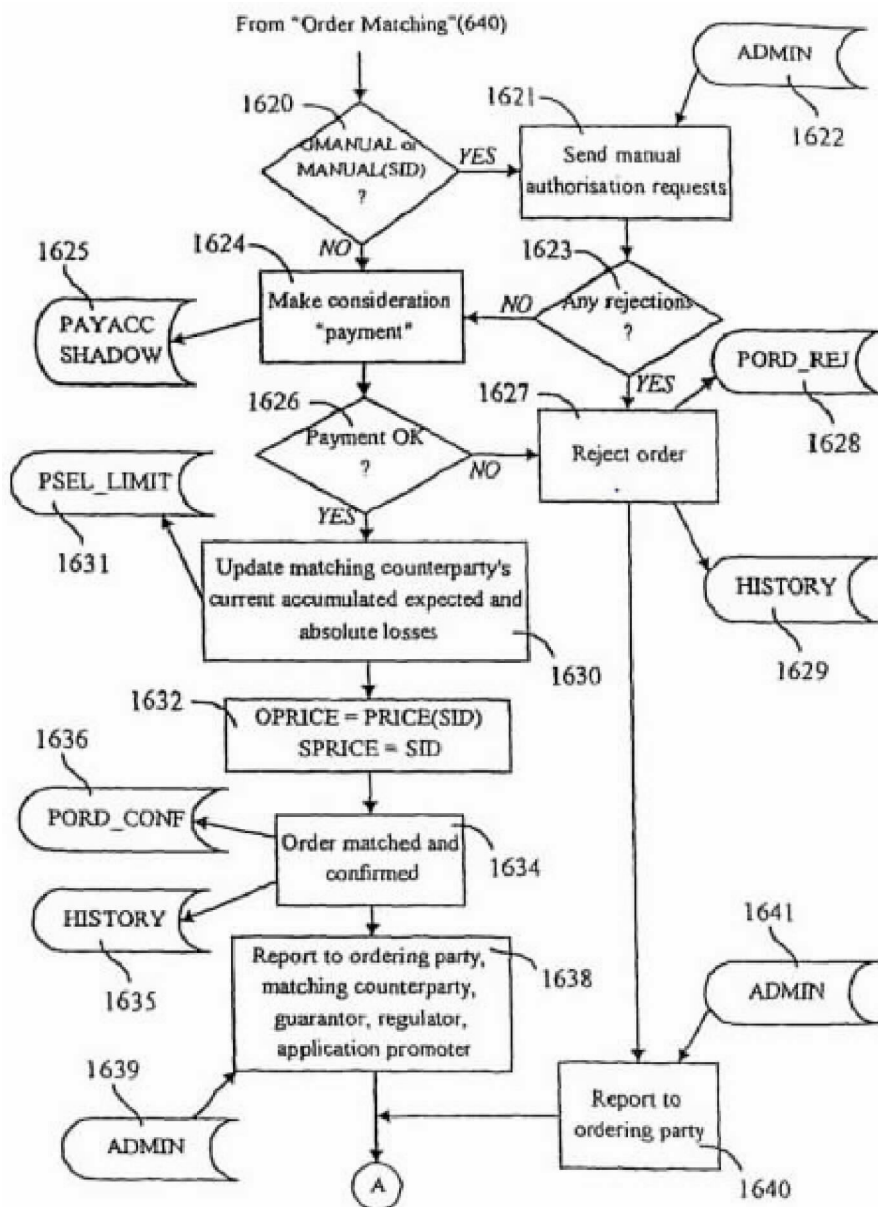 From "Order Matching"(640)
ADMIN
1622
1620
GMANUAL or
MANUAL(SID)
?
YES
NO
1621
Send manual
authorisation requests
1625
PAYACC
SHADOW
1624
Make consideration
"payment"
1623
Any rejections
?
NO
YES
PORD_REJ
1628
1626
Payment OK
?
NO
YES
1627
Reject order
PSEL_LIMIT
1631
Update matching counterparty's
current accumulated expected and
absolute losses
1630
HISTORY
1629
1632
OPRICE = PRICE(SID)
SPRICE = SID
1636
PORD_CONF
Order matched and
confirmed
1634
HISTORY
1635
Report to ordering party,
matching counterparty,
guarantor, regulator,
application promoter
1638
1641
ADMIN
1639
ADMIN
Report to
ordering party
1640
A